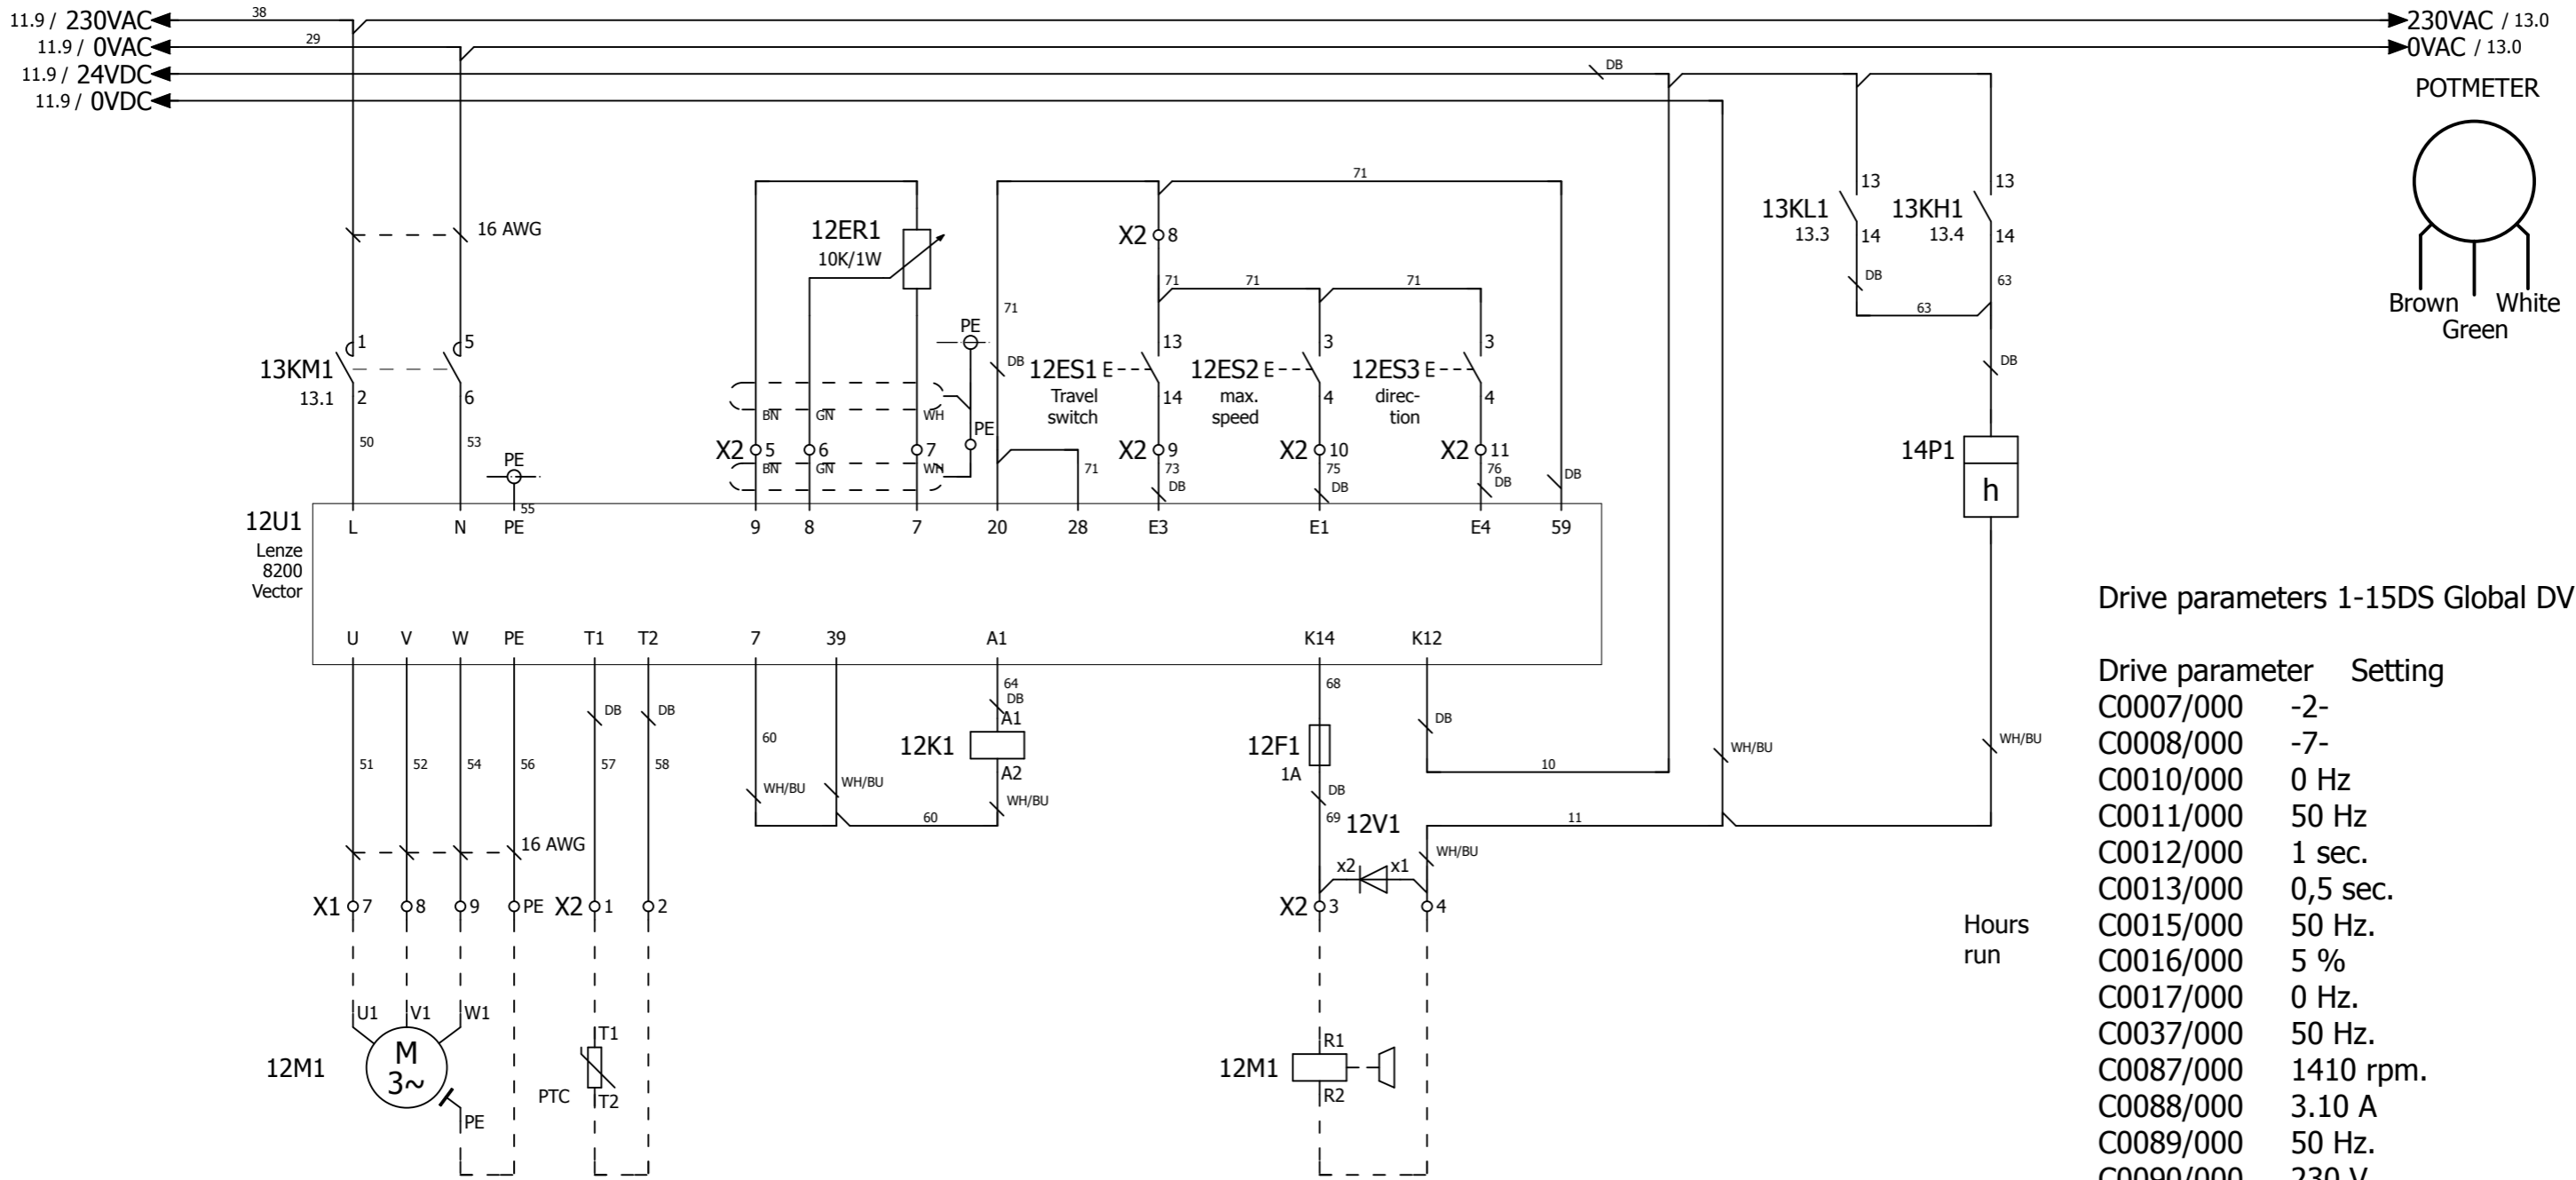 11.9 / 230VAC 38 230VAC / 13.0
11.9 / 0VAC 29 0VAC / 13.0
11.9 / 24VDC DB
11.9 / 0VDC
POTMETER
Brown White
Green
16 AWG
13KM1
13.1
1 5
2 6
50 53
PE
55
12ER1
10K/1W
PE
BN GN WH
PE
X2 5 6 7
BN GN WH
71
X2 8
71 71 71
71
DB
71
12ES1 E
Travel
switch
13
14
12ES2 E
max.
speed
3
4
12ES3 E
direc-
tion
3
4
X2 9 X2 10 X2 11
73 75 76
DB DB DB DB
13KL1
13.3
13
14
DB
13KH1
13.4
13
14
63
63
DB
14P1
h
12U1
Lenze
8200
Vector
L N PE 9 8 7 20 28 E3 E1 E4 59
U V W PE T1 T2 7 39 A1 K14 K12
DB DB
51 52 54 56 57 58
16 AWG
60
WH/BU WH/BU
60
64
DB
A1
12K1
A2
WH/BU
68
12F1
1A
DB
69 12V1
x2 x1
DB
10
WH/BU
11
WH/BU
WH/BU
X1 7 8 9 PE X2 1 2
X2 3 4
U1 V1 W1
12M1
M
3~
PE
PTC
T1
T2
12M1
R1
R2
Hours
run
Drive parameters 1-15DS Global DV
Drive parameter Setting
C0007/000 -2-
C0008/000 -7-
C0010/000 0 Hz
C0011/000 50 Hz
C0012/000 1 sec.
C0013/000 0,5 sec.
C0015/000 50 Hz.
C0016/000 5 %
C0017/000 0 Hz.
C0037/000 50 Hz.
C0087/000 1410 rpm.
C0088/000 3.10 A
C0089/000 50 Hz.
C0090/000 230 V